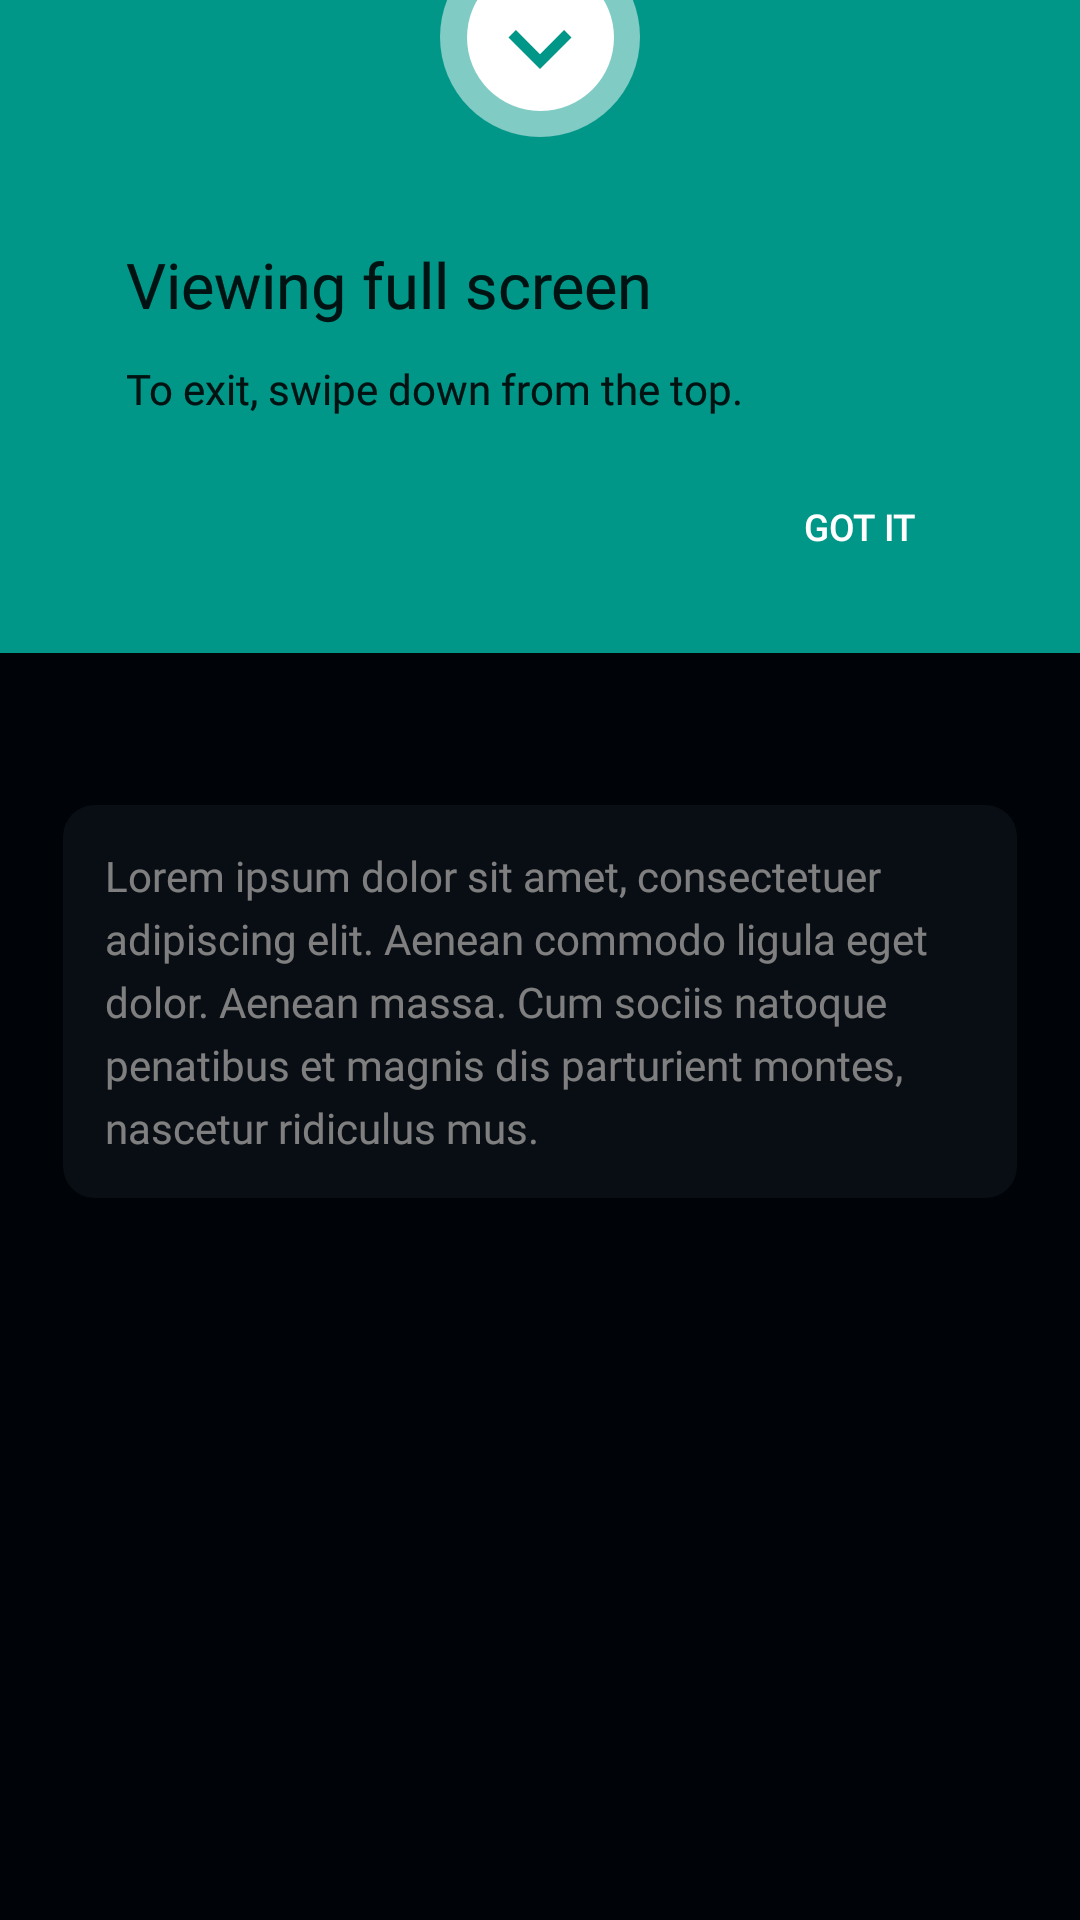 Viewing full screen
To exit, swipe down from the top.
GOT IT
Lorem ipsum dolor sit amet, consectetuer
adipiscing elit. Aenean commodo ligula eget
dolor. Aenean massa. Cum sociis natoque
penatibus et magnis dis parturient montes,
nascetur ridiculus mus.